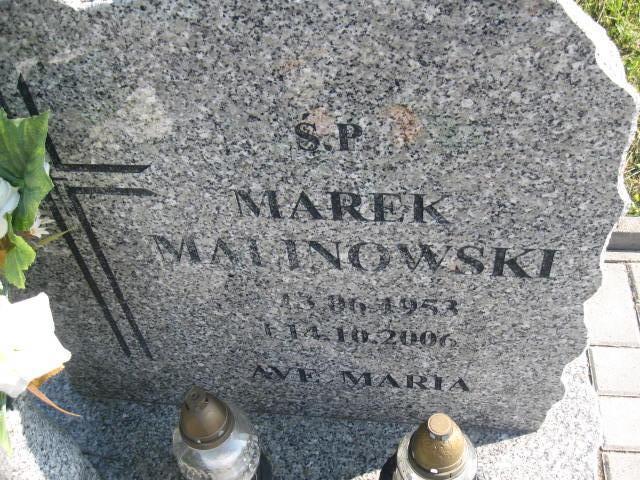 Ś.P
MAREK
MALINOWSKI
13.06.1953
†14.10.2006
AVE MARIA